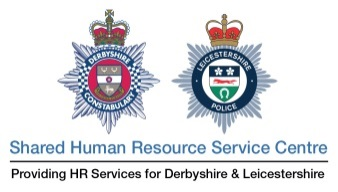 DERBYSHIRE
CONSTABULARY
LEICESTERSHIRE
POLICE
Shared Human Resource Service Centre
Providing HR Services for Derbyshire & Leicestershire